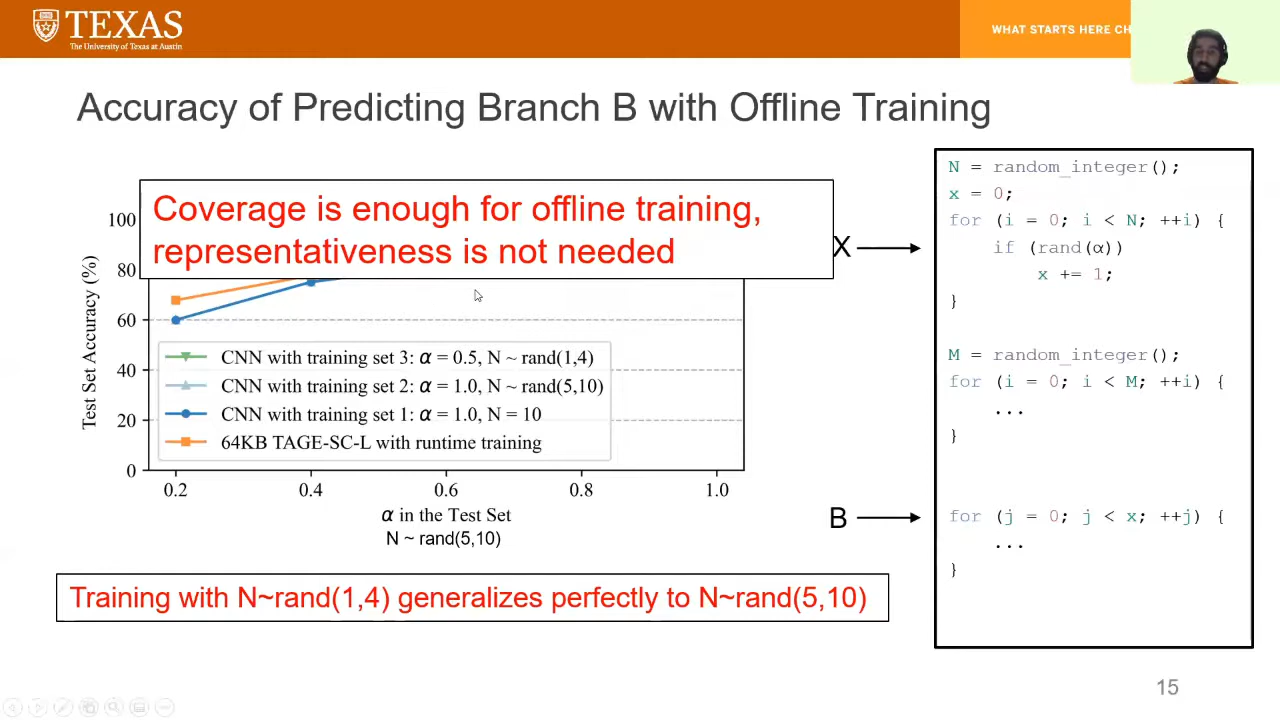 TEXAS
The University of Texas at Austin
WHAT STARTS HERE CH
Accuracy of Predicting Branch B with Offline Training
Coverage is enough for offline training,
representativeness is not needed
Test Set Accuracy (%)
100
80
60
40
20
0
CNN with training set 3: α = 0.5, N ~ rand(1,4)
CNN with training set 2: α = 1.0, N ~ rand(5,10)
CNN with training set 1: α = 1.0, N = 10
64KB TAGE-SC-L with runtime training
0.2 0.4 0.6 0.8 1.0
α in the Test Set
N ~ rand(5,10)
Training with N~rand(1,4) generalizes perfectly to N~rand(5,10)
X
B
N = random_integer();
x = 0;
for (i = 0; i < N; ++i) {
if (rand(α))
x += 1;
}
M = random_integer();
for (i = 0; i < M; ++i) {
...
}
for (j = 0; j < x; ++j) {
...
}
15